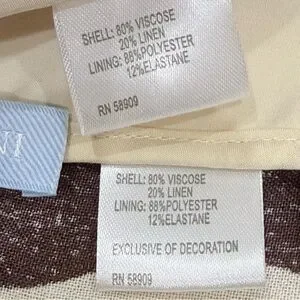 SHELL: 80% VISCOSE
20% LINEN
LINING: 88%POLYESTER
12%ELASTANE
RN 58909
NI
SHELL: 80% VISCOSE
20% LINEN
LINING: 88%POLYESTER
12%ELASTANE
EXCLUSIVE OF DECORATION
RN 58909